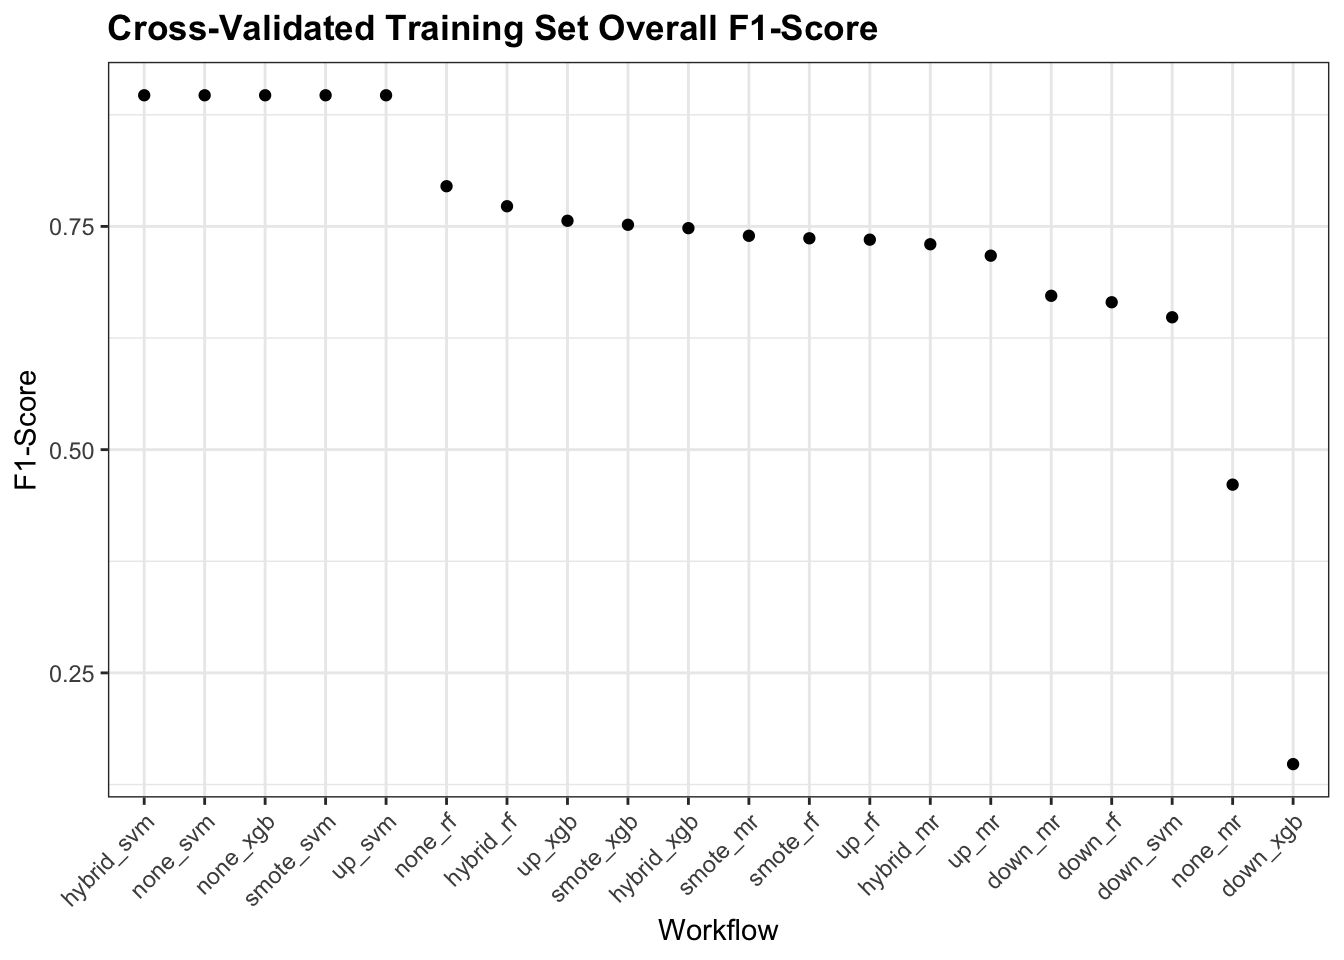 Cross-Validated Training Set Overall F1-Score
F1-Score
0.75
0.50
0.25
hybrid_svm
none_svm
none_xgb
smote_svm
up_svm
none_rf
hybrid_rf
up_xgb
smote_xgb
hybrid_xgb
smote_mr
smote_rf
up_rf
hybrid_mr
up_mr
down_mr
down_rf
down_svm
none_mr
down_xgb
Workflow